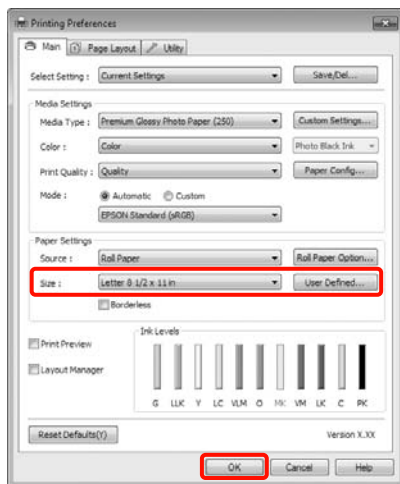 Printing Preferences
Main Page Layout Utility
Select Setting : Current Settings Save/Del...
Media Settings
Media Type : Premium Glossy Photo Paper (250) Custom Settings...
Color : Color Photo Black Ink
Print Quality : Quality Paper Config...
Mode : Automatic Custom
EPSON Standard (sRGB)
Paper Settings
Source : Roll Paper Roll Paper Option...
Size : Letter 8 1/2 x 11 in User Defined...
Borderless
Ink Levels
Print Preview
Layout Manager
G LLK Y LC VLM O MK VM LK C PK
Reset Defaults(Y) Version X.XX
OK Cancel Help